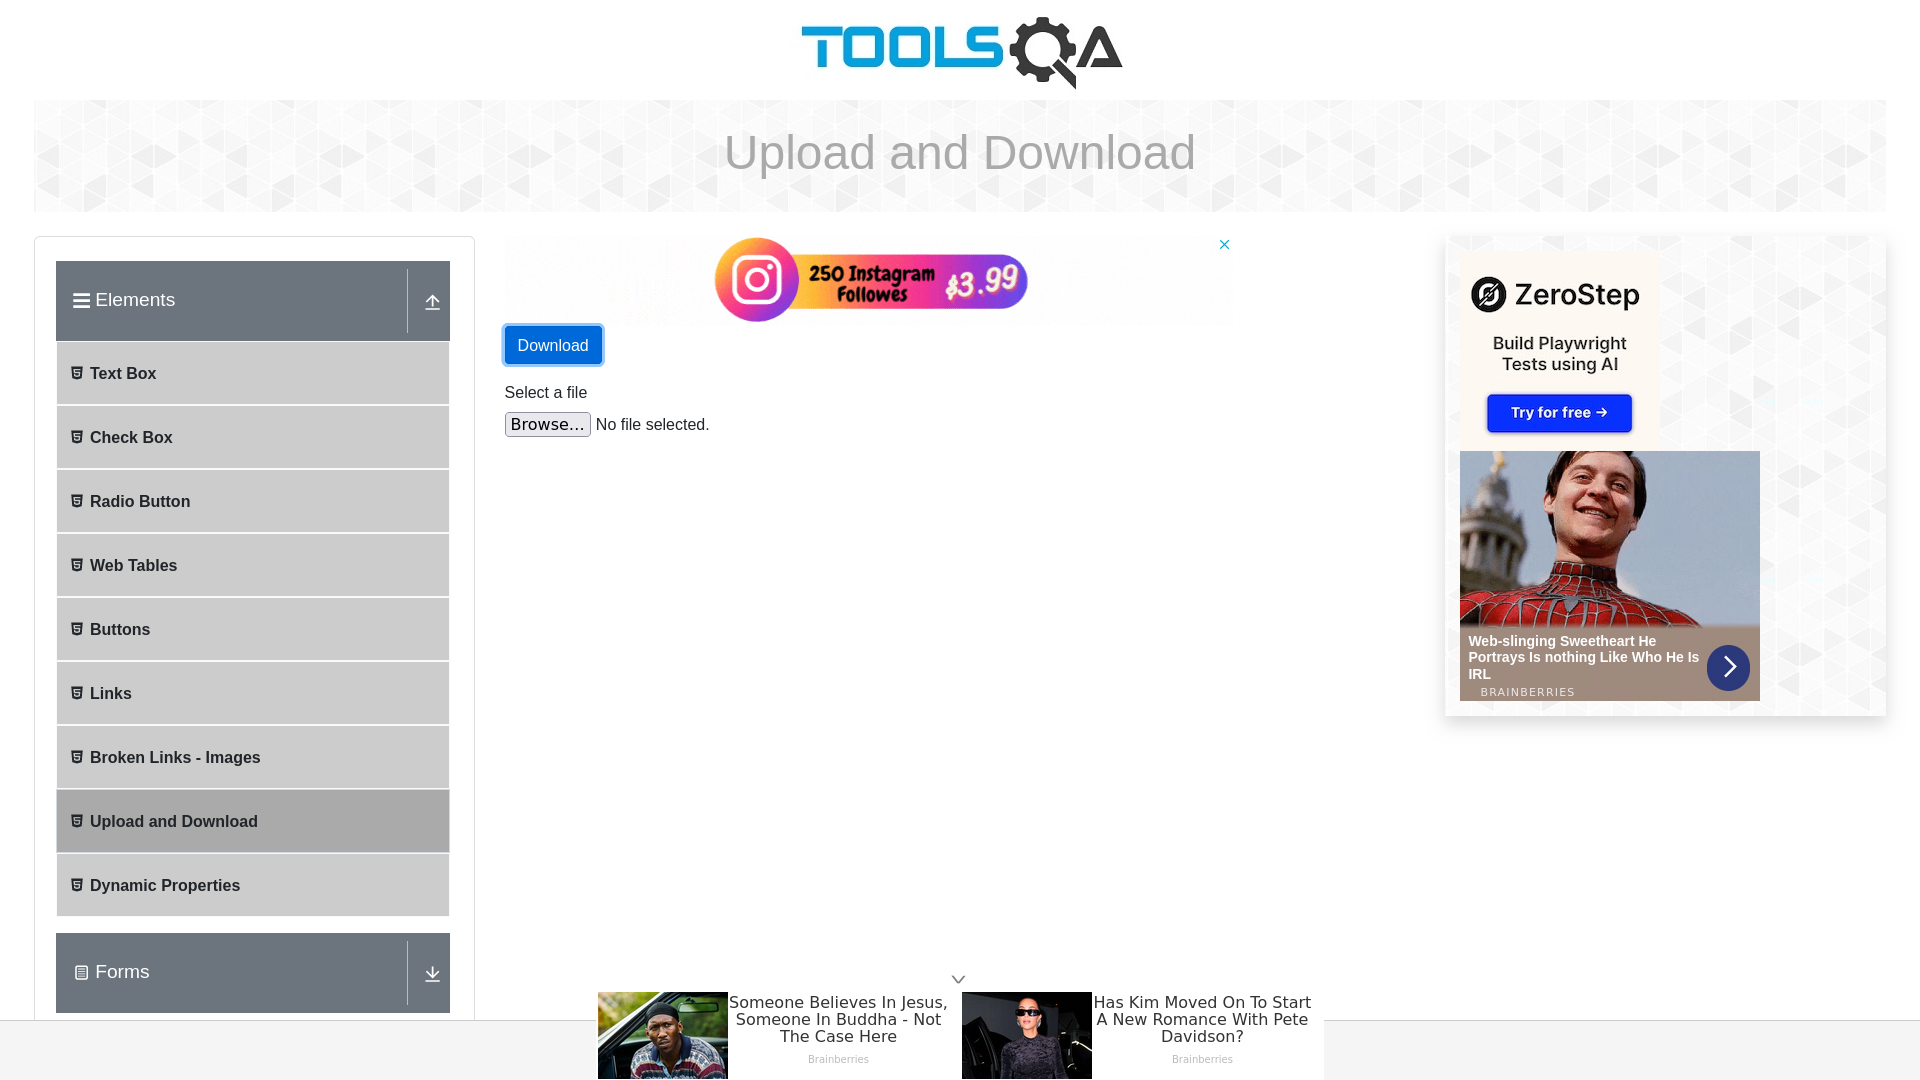 TOOLSQA
Upload and Download
Elements
Text Box
Check Box
Radio Button
Web Tables
Buttons
Links
Broken Links - Images
Upload and Download
Dynamic Properties
Forms
250 Instagram
Followes
$3.99
Download
Select a file
Browse... No file selected.
ZeroStep
Build Playwright
Tests using AI
Try for free →
Web-slinging Sweetheart He
Portrays Is nothing Like Who He Is
IRL
BRAINBERRIES
Someone Believes In Jesus,
Someone In Buddha - Not
The Case Here
Brainberries
Has Kim Moved On To Start
A New Romance With Pete
Davidson?
Brainberries